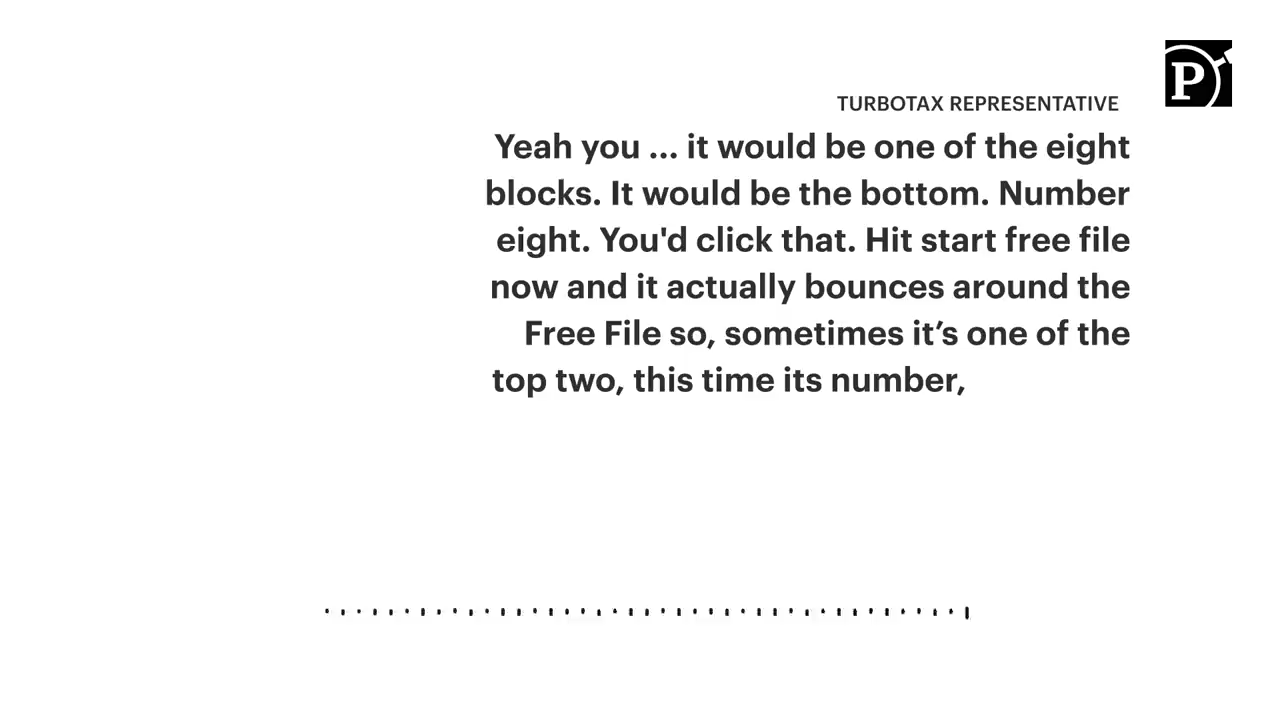 P
TURBOTAX REPRESENTATIVE
Yeah you ... it would be one of the eight
blocks. It would be the bottom. Number
eight. You'd click that. Hit start free file
now and it actually bounces around the
Free File so, sometimes it’s one of the
top two, this time its number,